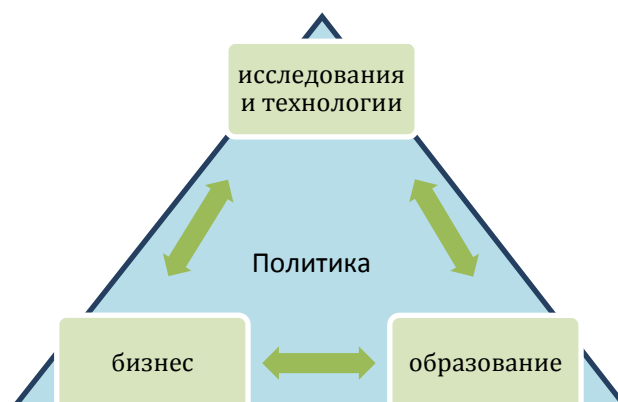 исследования
и технологии
Политика
бизнес
образование